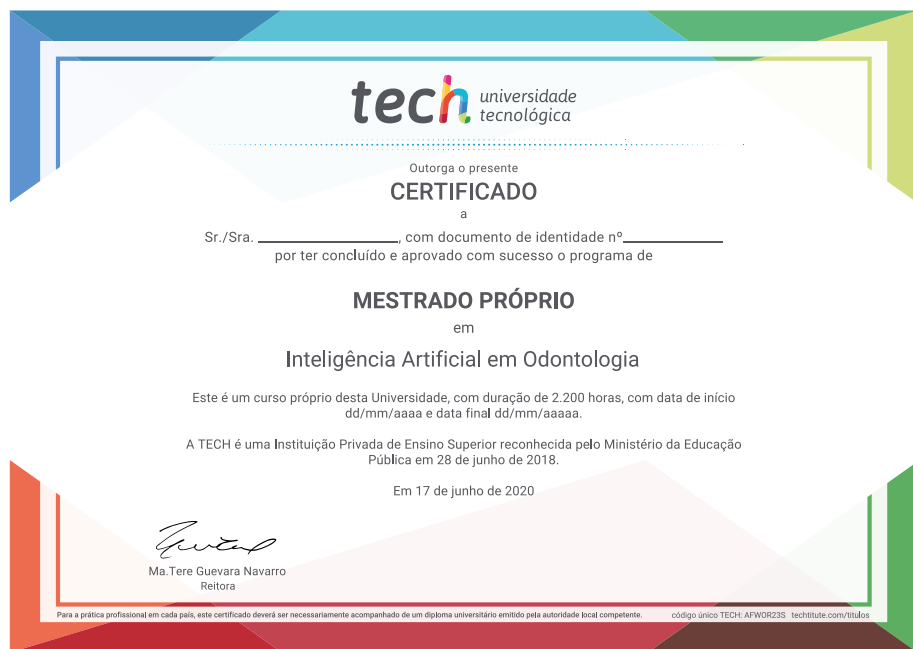 tech universidade
tecnológica
Outorga o presente
CERTIFICADO
a
Sr./Sra. , com documento de identidade nº
por ter concluído e aprovado com sucesso o programa de
MESTRADO PRÓPRIO
em
Inteligência Artificial em Odontologia
Este é um curso próprio desta Universidade, com duração de 2.200 horas, com data de início
dd/mm/aaaa e data final dd/mm/aaaaa.
A TECH é uma Instituição Privada de Ensino Superior reconhecida pelo Ministério da Educação
Pública em 28 de junho de 2018.
Em 17 de junho de 2020
Ma.Tere Guevara Navarro
Reitora
Para a prática profissional em cada país, este certificado deverá ser necessariamente acompanhado de um diploma universitário emitido pela autoridade local competente. código único TECH: AFWOR23S techtitute.com/titulos